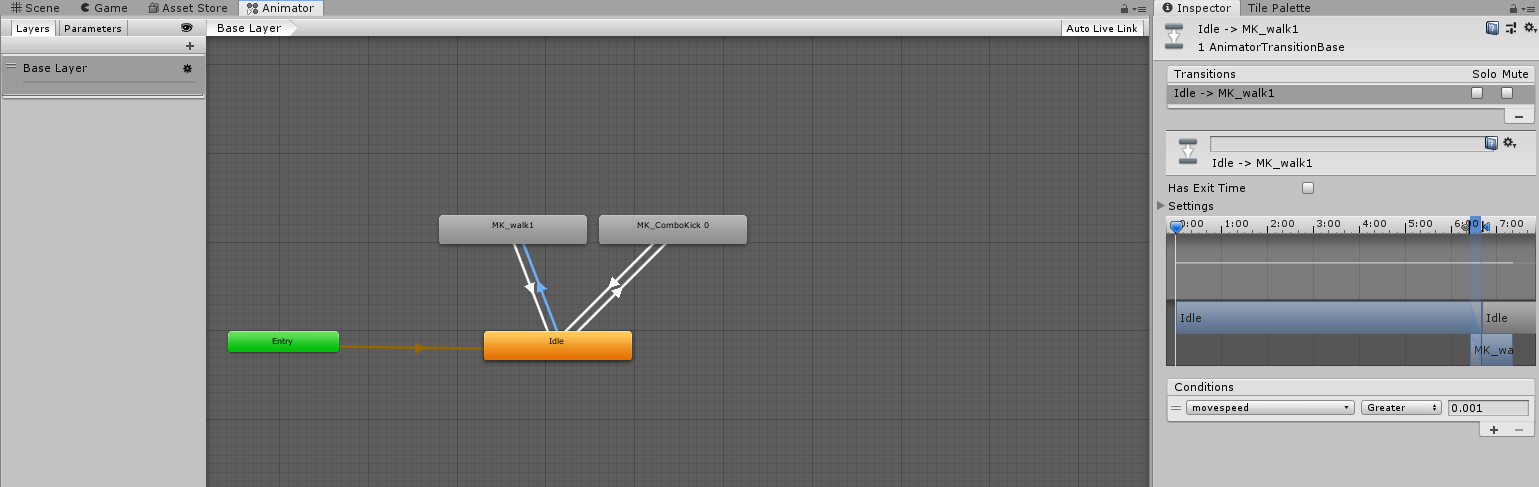 Scene Game Asset Store Animator
Layers Parameters
Base Layer
Auto Live Link
Base Layer
MK_walk1
MK_ComboKick 0
Entry
Idle
Inspector Tile Palette
Idle -> MK_walk1
1 AnimatorTransitionBase
Transitions Solo Mute
Idle -> MK_walk1
Idle -> MK_walk1
Has Exit Time
Settings
0:00 1:00 2:00 3:00 4:00 5:00 6:00 7:00
Idle Idle
MK_wa
Conditions
movespeed Greater 0.001